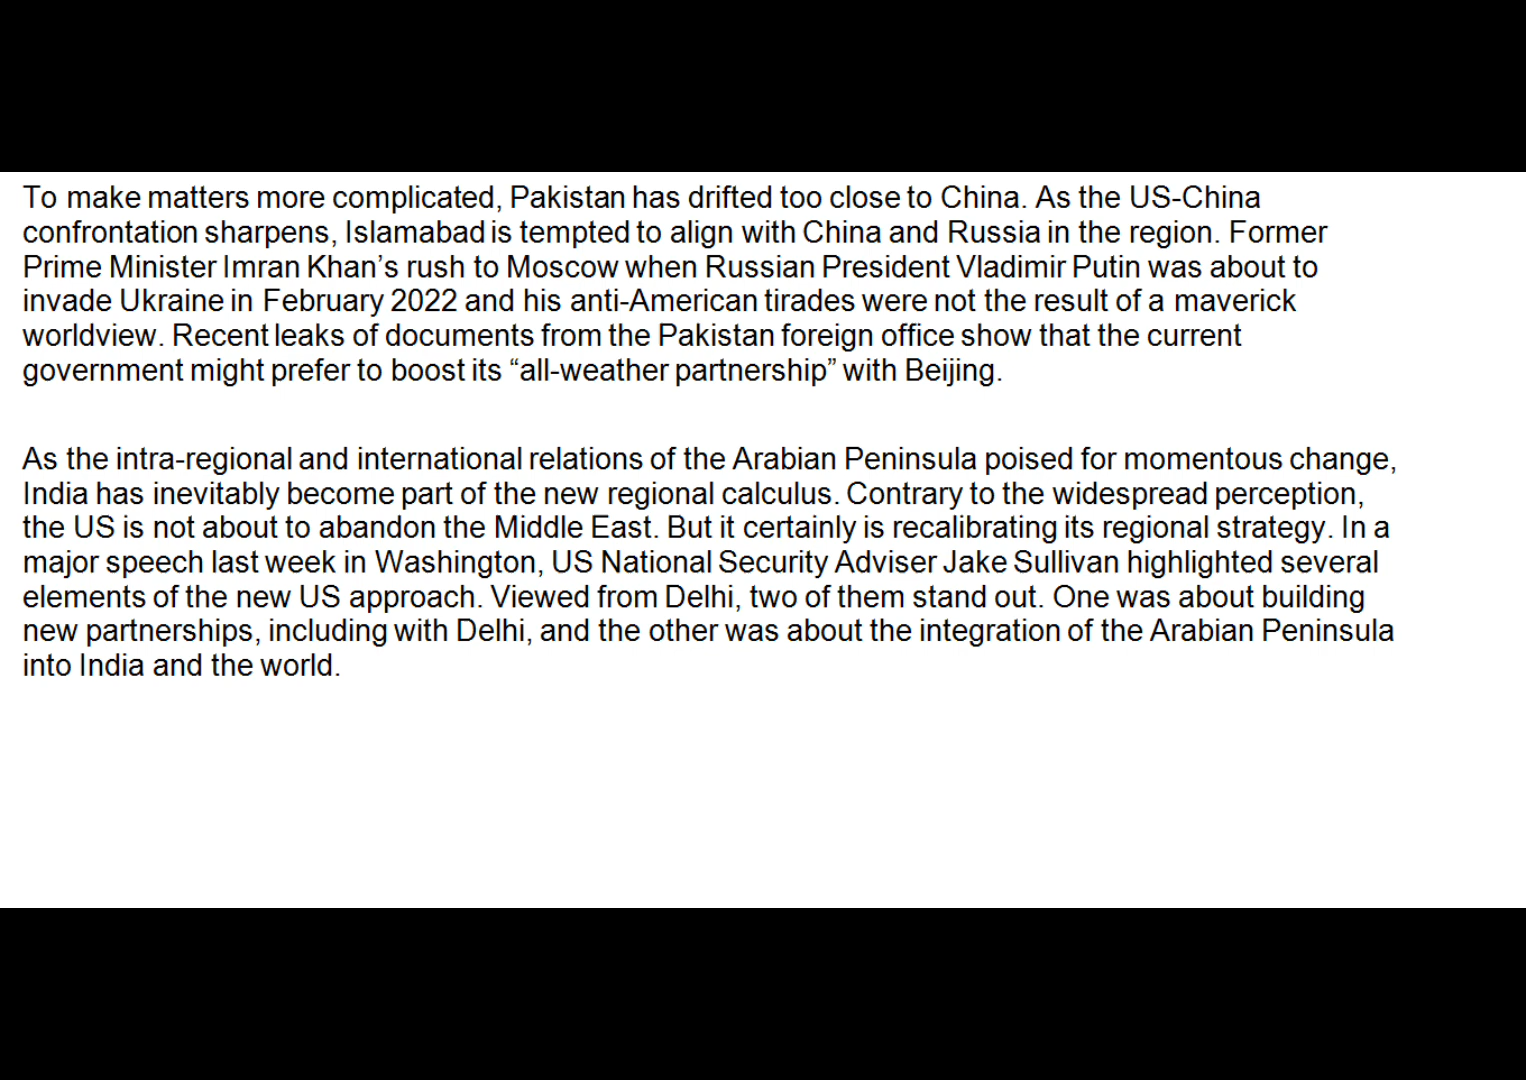 To make matters more complicated, Pakistan has drifted too close to China. As the US-China
confrontation sharpens, Islamabad is tempted to align with China and Russia in the region. Former
Prime Minister Imran Khan’s rush to Moscow when Russian President Vladimir Putin was about to
invade Ukraine in February 2022 and his anti-American tirades were not the result of a maverick
worldview. Recent leaks of documents from the Pakistan foreign office show that the current
government might prefer to boost its “all-weather partnership” with Beijing.
As the intra-regional and international relations of the Arabian Peninsula poised for momentous change,
India has inevitably become part of the new regional calculus. Contrary to the widespread perception,
the US is not about to abandon the Middle East. But it certainly is recalibrating its regional strategy. In a
major speech last week in Washington, US National Security Adviser Jake Sullivan highlighted several
elements of the new US approach. Viewed from Delhi, two of them stand out. One was about building
new partnerships, including with Delhi, and the other was about the integration of the Arabian Peninsula
into India and the world.